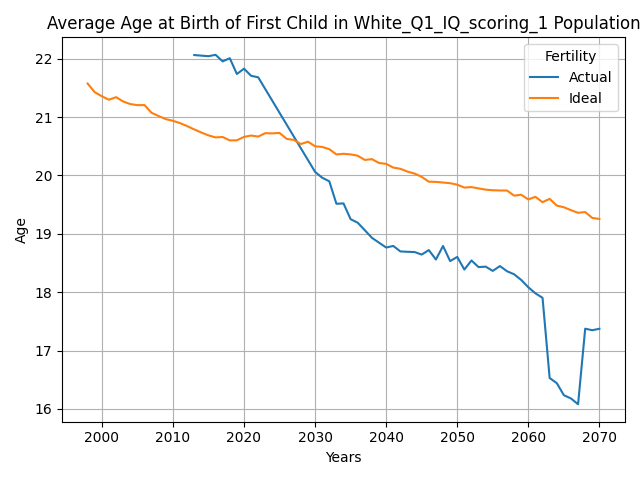 Average Age at Birth of First Child in White_Q1_IQ_scoring_1 Population
Fertility
Actual
Ideal
22
21
20
19
18
17
16
Age
2000 2010 2020 2030 2040 2050 2060 2070
Years